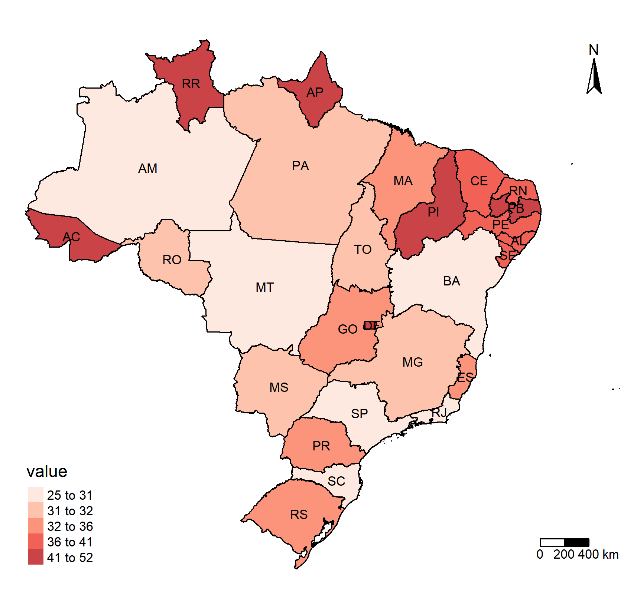 N
RR
AP
AM
PA
MA
CE
RN
PI
PB
PE
AC
AL
TO
SE
RO
BA
MT
GO
DF
MG
ES
MS
SP
RJ
PR
SC
RS
value
25 to 31
31 to 32
32 to 36
36 to 41
41 to 52
0 200 400 km